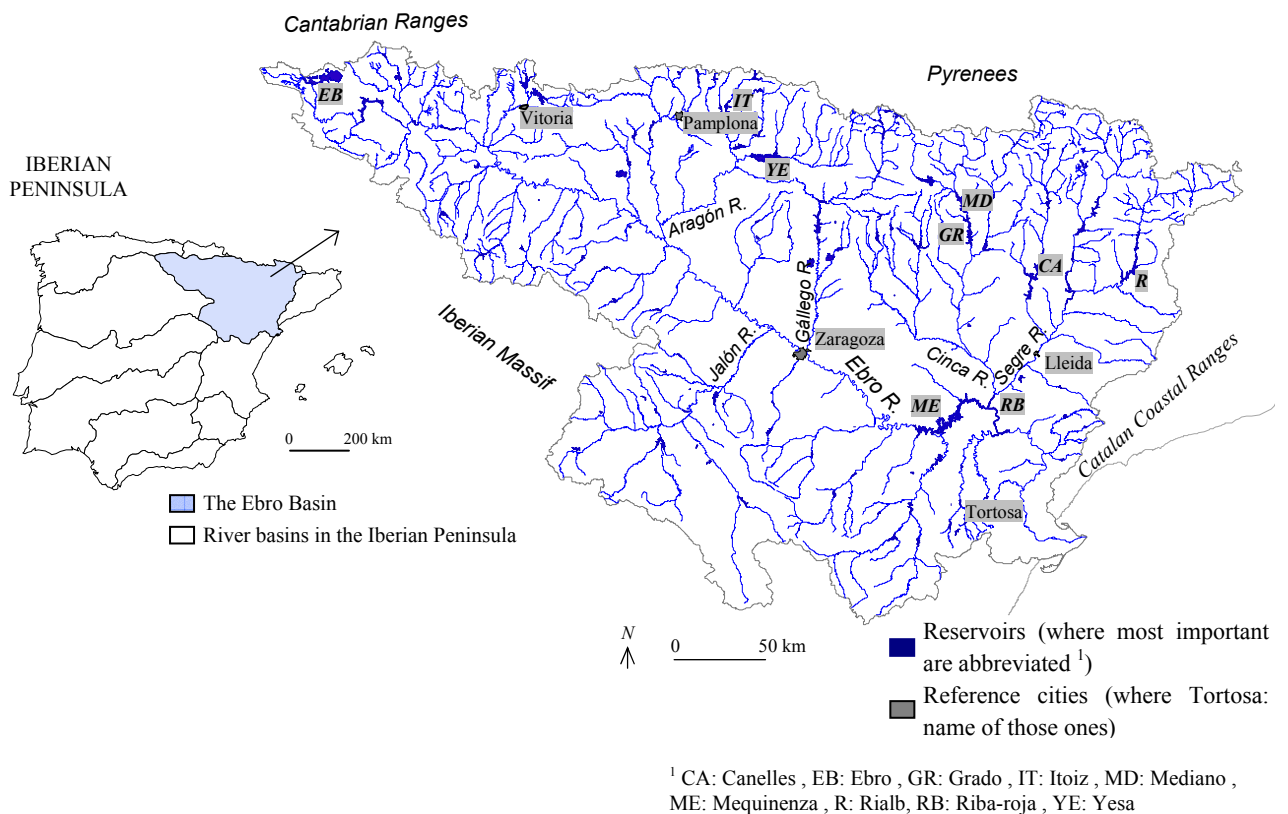 Cantabrian Ranges
Pyrenees
EB
Vitoria
Pamplona
IT
YE
IBERIAN
PENINSULA
MD
Aragón R.
GR
CA
R
Iberian Massif
Gállego R.
Zaragoza
Jalón R.
Ebro R.
Cinca R.
Segre R.
Lleida
ME
RB
Catalan Coastal Ranges
0 200 km
The Ebro Basin
River basins in the Iberian Peninsula
Tortosa
N
0 50 km
Reservoirs (where most important
are abbreviated 1)
Reference cities (where Tortosa:
name of those ones)
1 CA: Canelles , EB: Ebro , GR: Grado , IT: Itoiz , MD: Mediano ,
ME: Mequinenza , R: Rialb, RB: Riba-roja , YE: Yesa